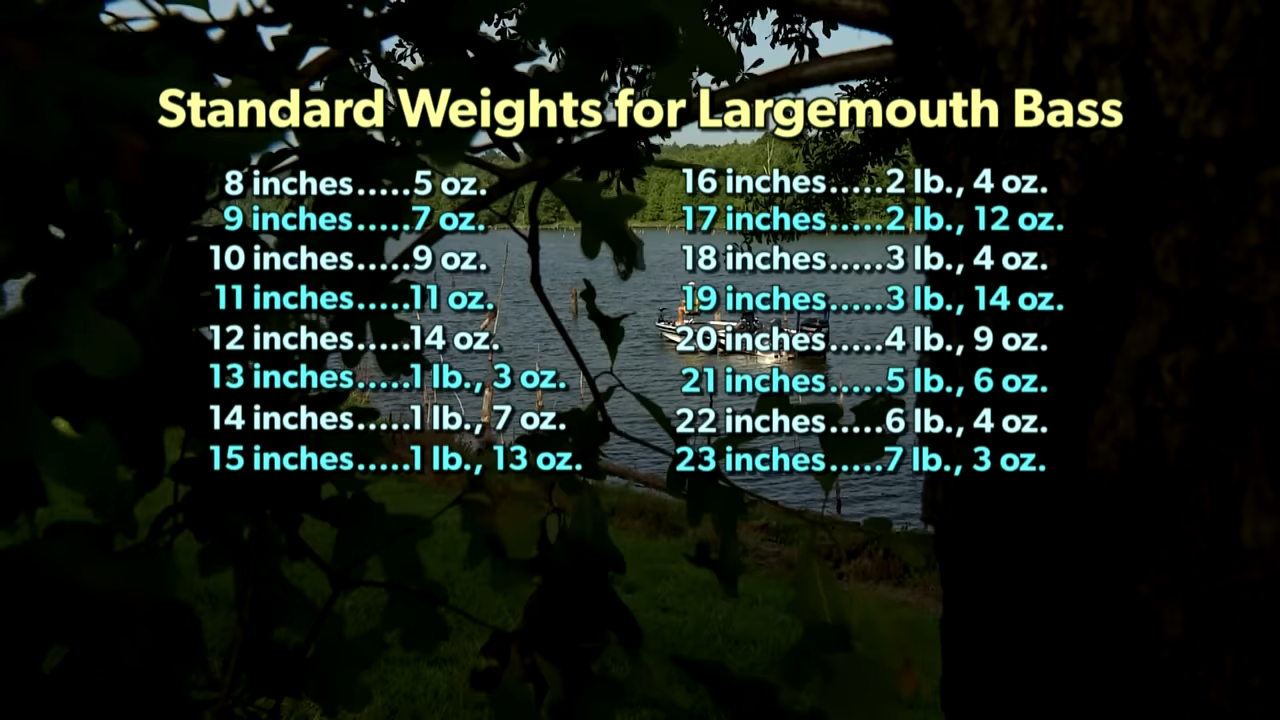 Standard Weights for Largemouth Bass
8 inches.....5 oz.
9 inches.....7 oz.
10 inches.....9 oz.
11 inches.....11 oz.
12 inches.....14 oz.
13 inches.....1 lb., 3 oz.
14 inches.....1 lb., 7 oz.
15 inches.....1 lb., 13 oz.
16 inches.....2 lb., 4 oz.
17 inches.....2 lb., 12 oz.
18 inches.....3 lb., 4 oz.
19 inches.....3 lb., 14 oz.
20 inches.....4 lb., 9 oz.
21 inches.....5 lb., 6 oz.
22 inches.....6 lb., 4 oz.
23 inches.....7 lb., 3 oz.